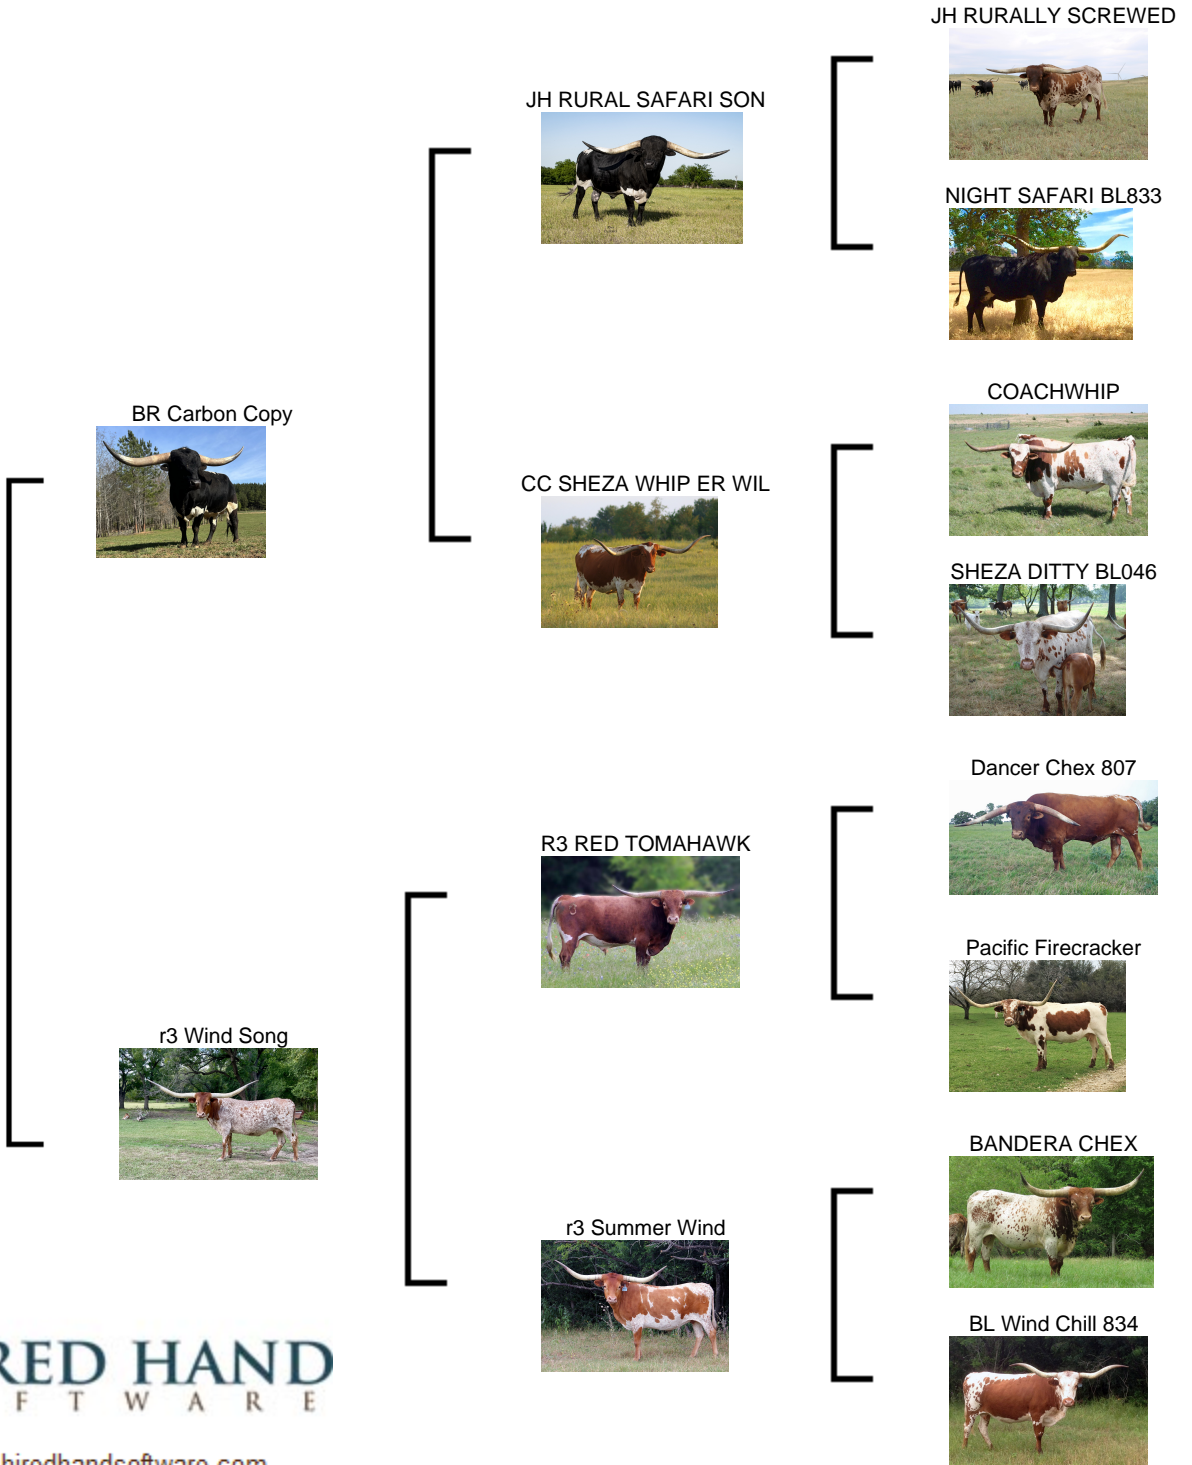 JH RURALLY SCREWED
JH RURAL SAFARI SON
NIGHT SAFARI BL833
BR Carbon Copy
COACHWHIP
CC SHEZA WHIP ER WIL
SHEZA DITTY BL046
Dancer Chex 807
R3 RED TOMAHAWK
Pacific Firecracker
r3 Wind Song
BANDERA CHEX
r3 Summer Wind
BL Wind Chill 834
RED HAND
F T W A R E
hiredhandsoftware.com